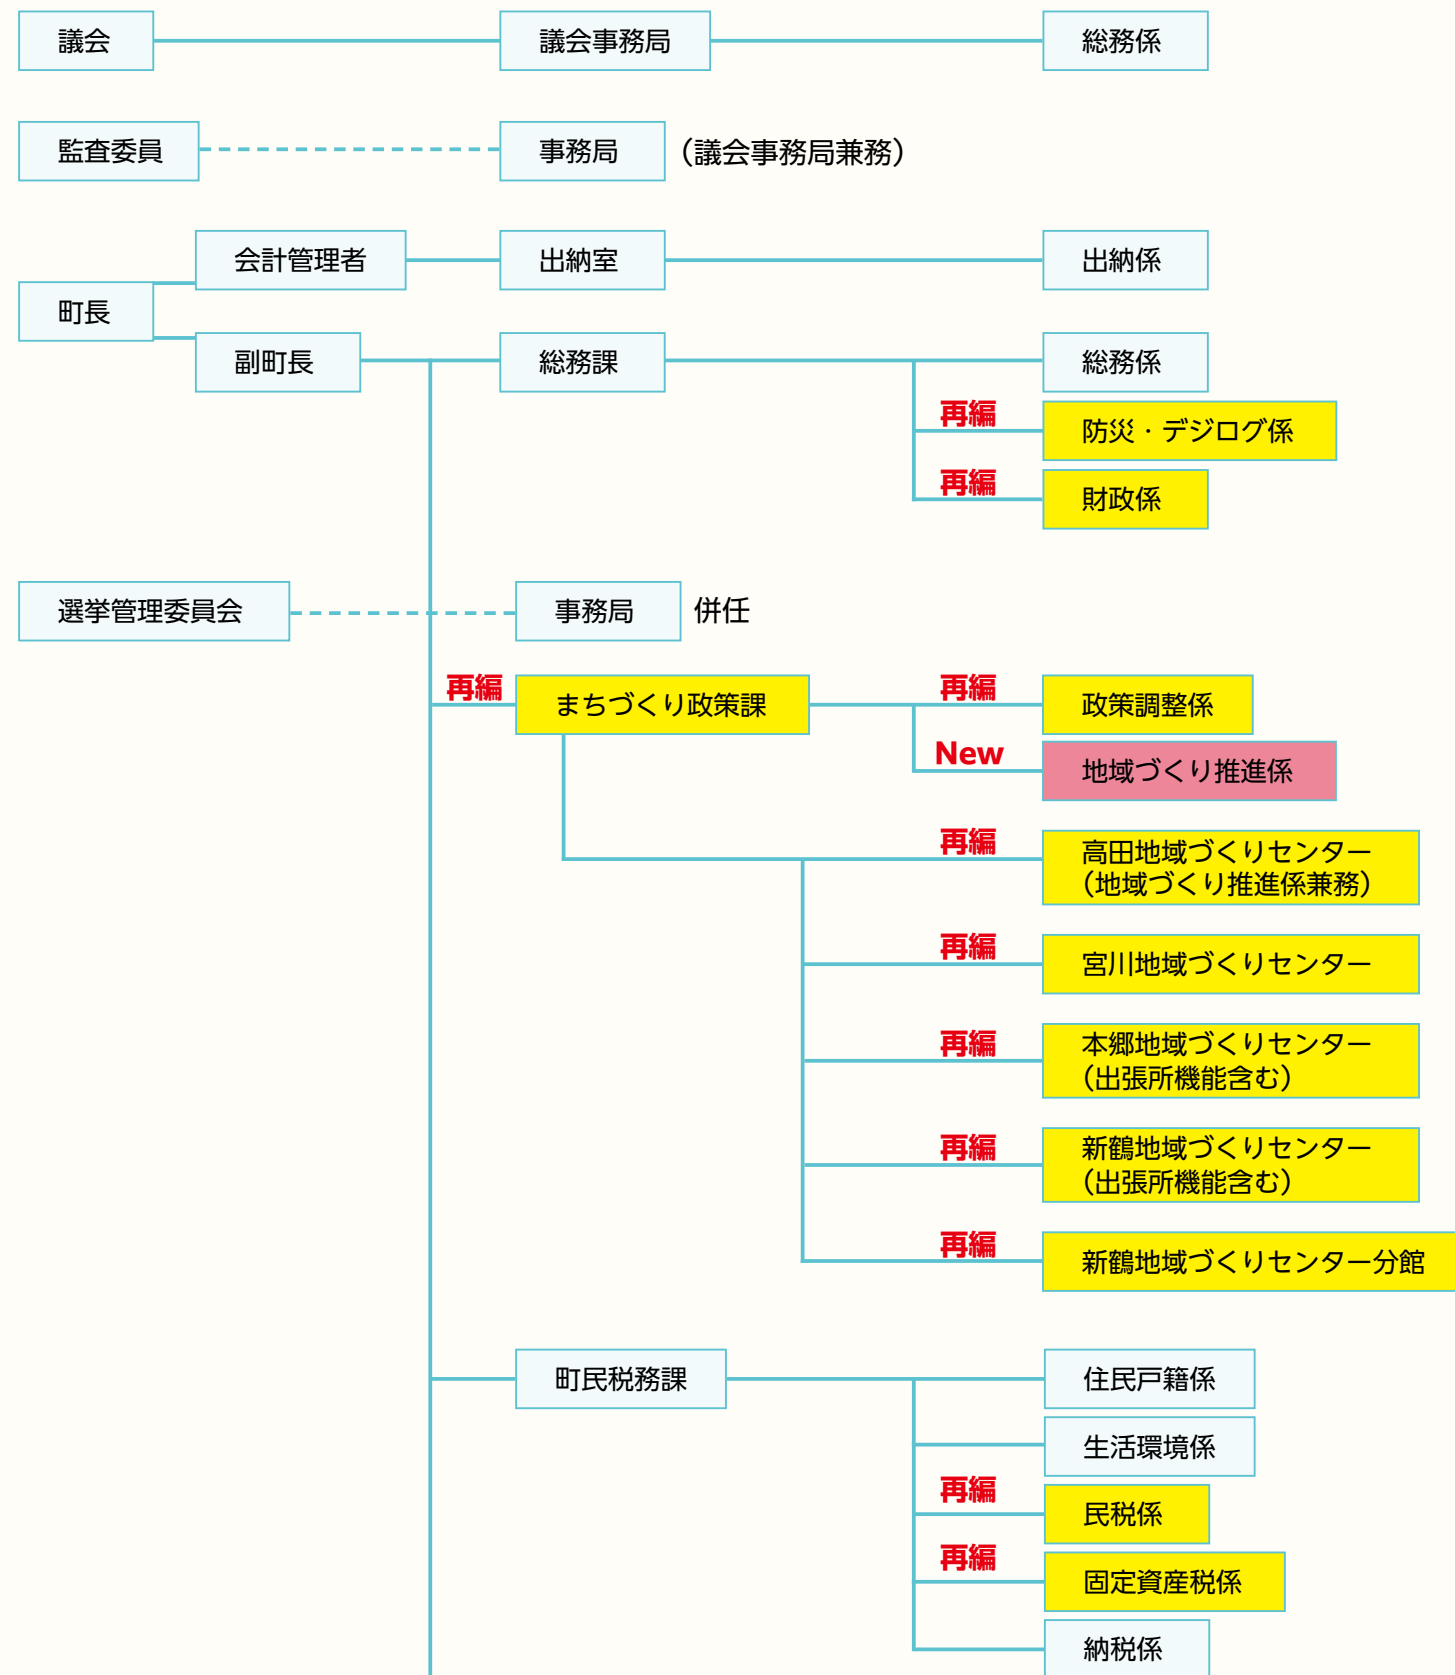 議会
議会事務局
総務係
監査委員
事務局
（議会事務局兼務）
会計管理者
出納室
出納係
町長
副町長
総務課
総務係
再編
防災・デジログ係
再編
財政係
選挙管理委員会
事務局
併任
再編
まちづくり政策課
再編
政策調整係
New
地域づくり推進係
再編
高田地域づくりセンター
（地域づくり推進係兼務）
再編
宮川地域づくりセンター
再編
本郷地域づくりセンター
（出張所機能含む）
再編
新鶴地域づくりセンター
（出張所機能含む）
再編
新鶴地域づくりセンター分館
町民税務課
住民戸籍係
生活環境係
再編
民税係
再編
固定資産税係
納税係